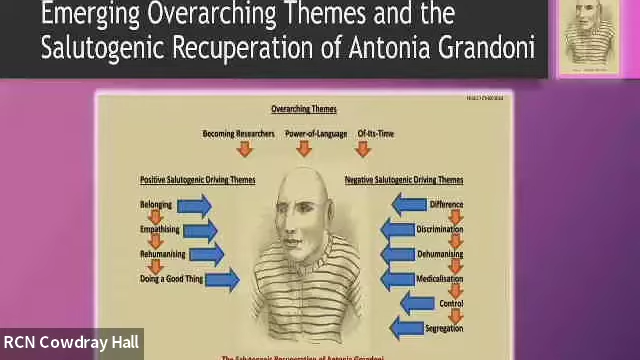 Emerging Overarching Themes and the
Salutogenic Recuperation of Antonia Grandoni
Overarching Themes
Becoming Researchers Power-of-Language Of-Its-Time
Positive Salutogenic Driving Themes
Belonging
Empathising
Rehumanising
Doing a Good Thing
Negative Salutogenic Driving Themes
Difference
Discrimination
Dehumanising
Medicalisation
Control
Segregation
The Salutogenic Recuperation of Antonia Grandoni
RCN Cowdray Hall